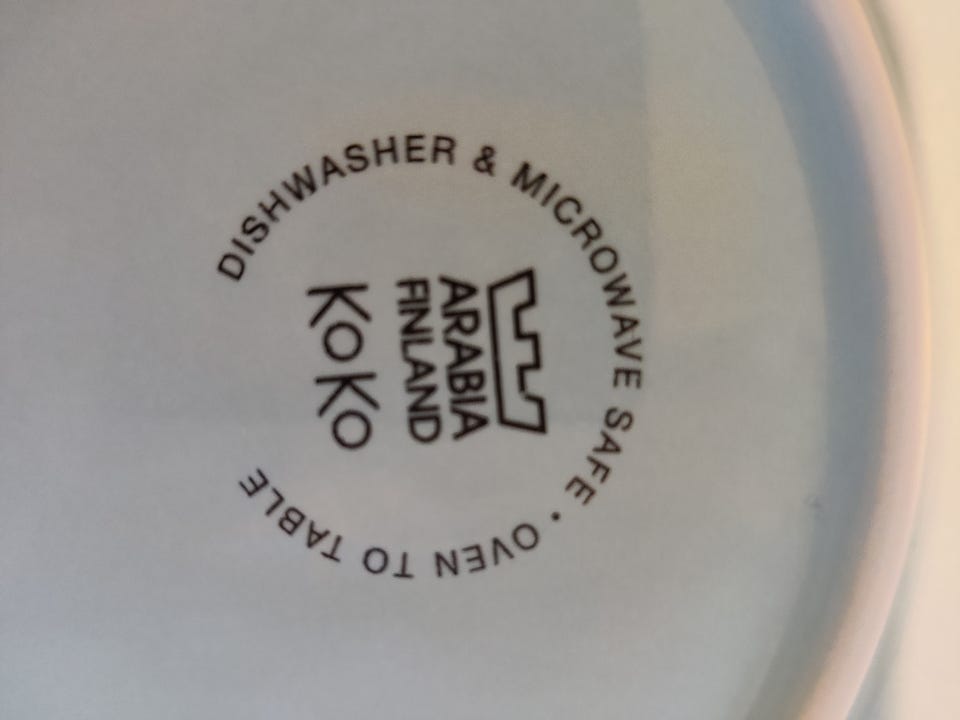 DISHWASHER & MICROWAVE SAFE · OVEN TO TABLE
ARABIA
FINLAND
KOKO